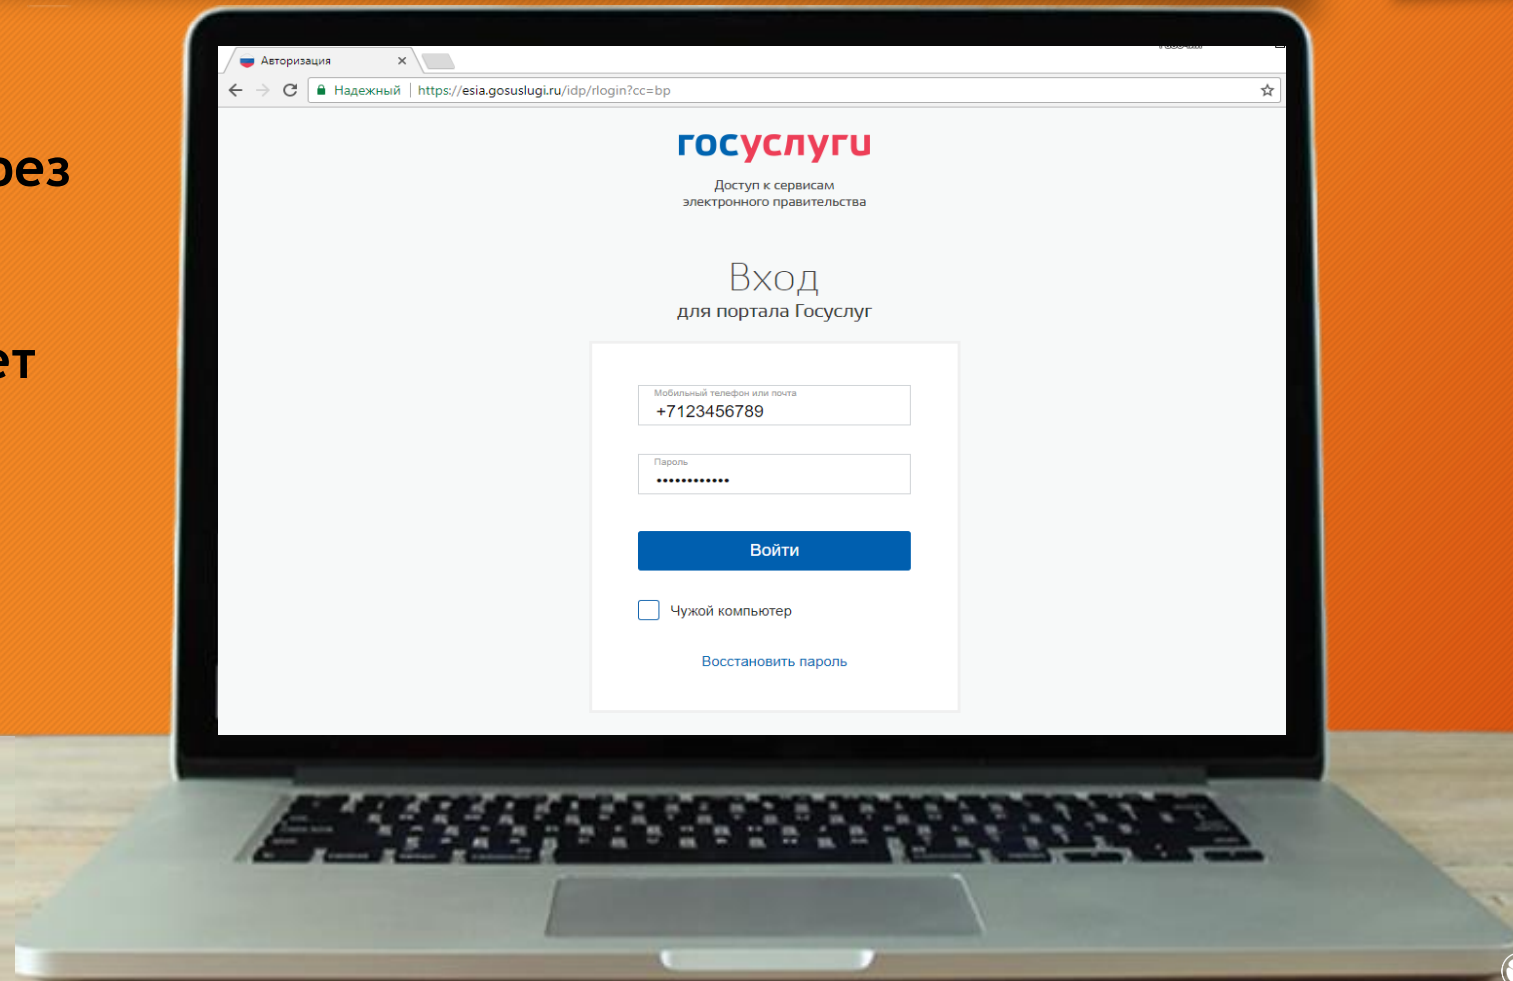 рез
ет
Авторизация
Надежный
https://esia.gosuslugi.ru/idp/rlogin?cc=bp
госуслуги
Доступ к сервисам
электронного правительства
Вход
для портала Госуслуг
Мобильный телефон или почта
+7123456789
Пароль
Войти
Чужой компьютер
Восстановить пароль